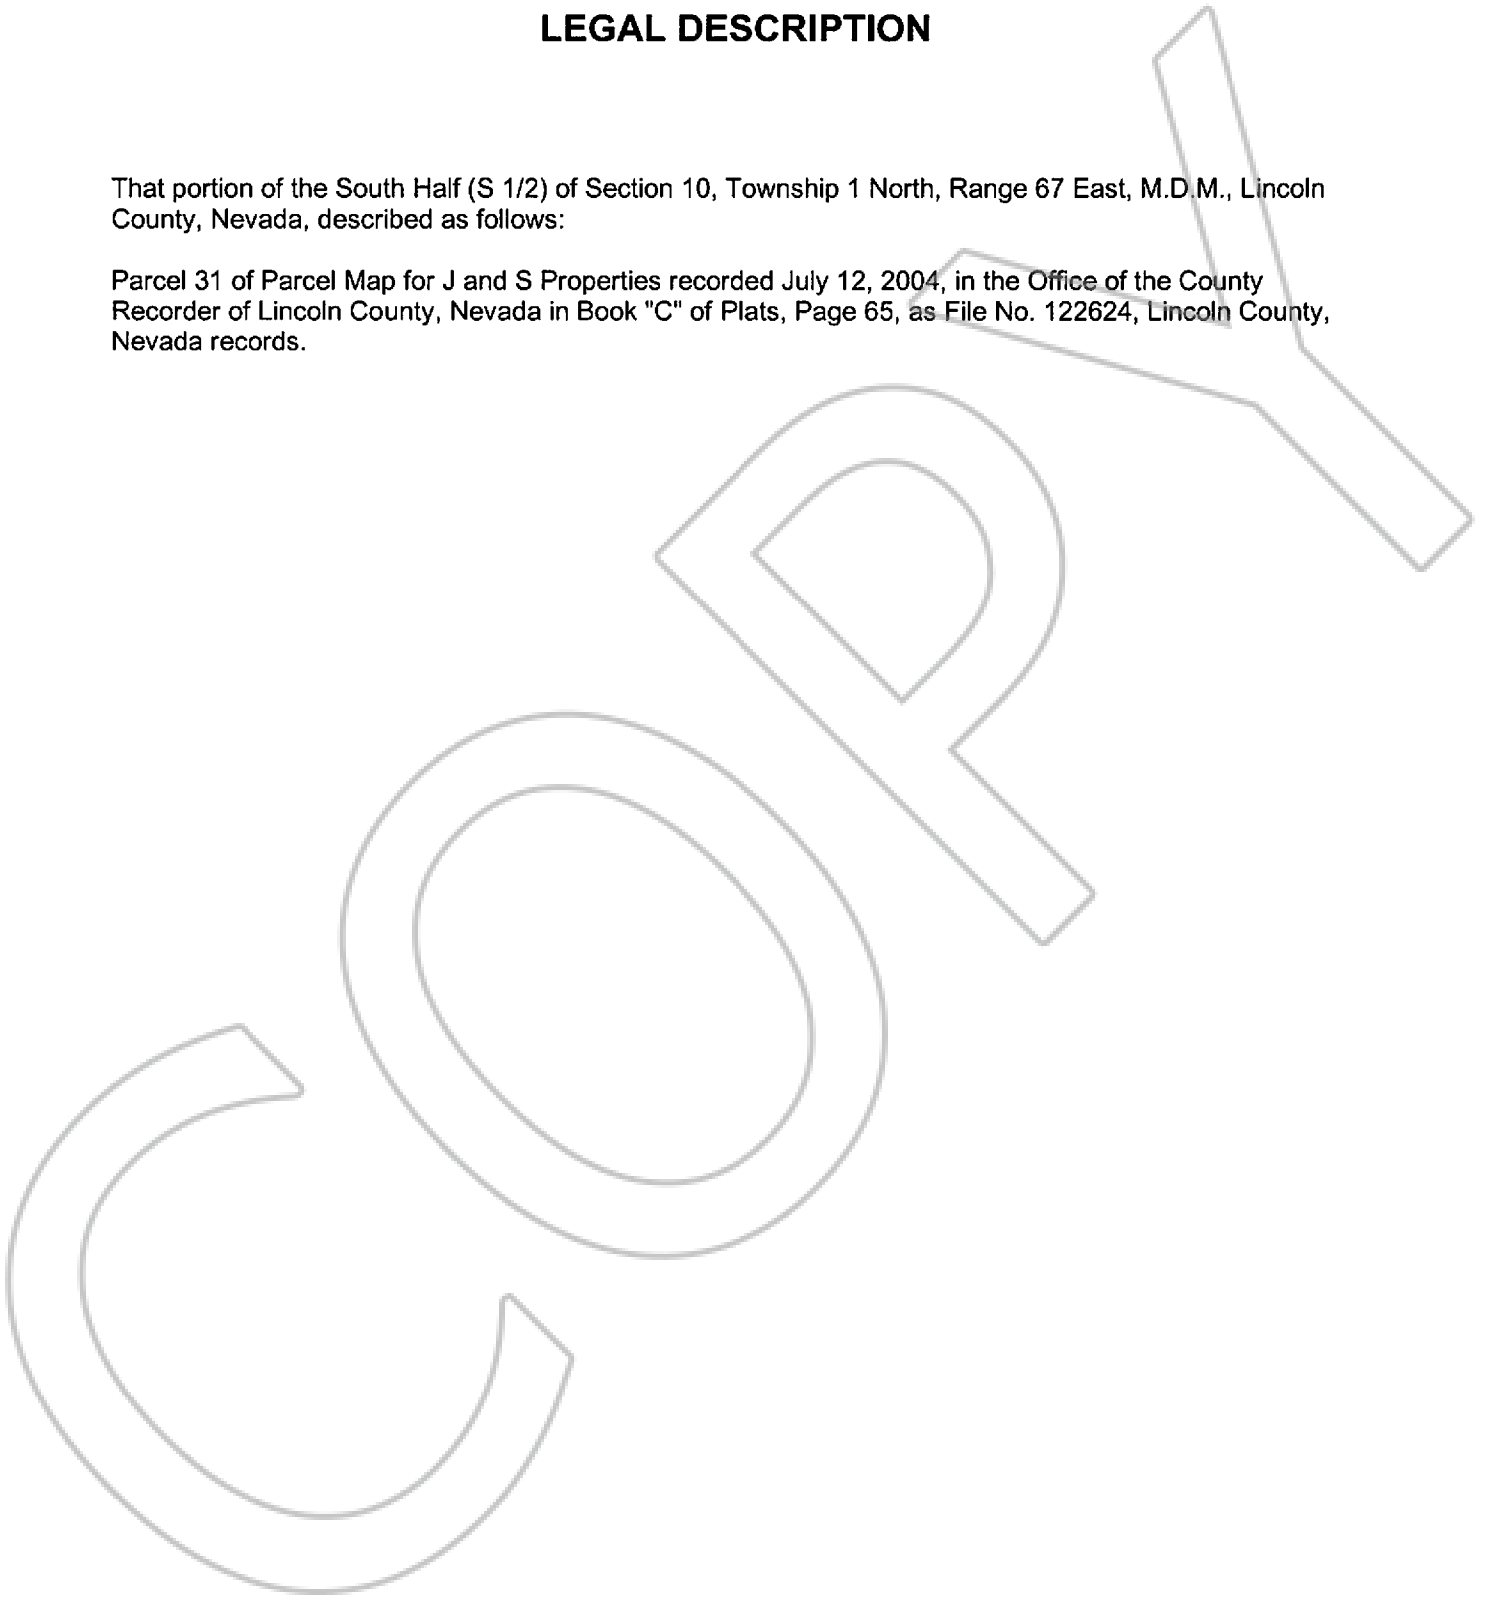 LEGAL DESCRIPTION
That portion of the South Half (S 1/2) of Section 10, Township 1 North, Range 67 East, M.D.M., Lincoln
County, Nevada, described as follows:
Parcel 31 of Parcel Map for J and S Properties recorded July 12, 2004, in the Office of the County
Recorder of Lincoln County, Nevada in Book "C" of Plats, Page 65, as File No. 122624, Lincoln County,
Nevada records.
COPY